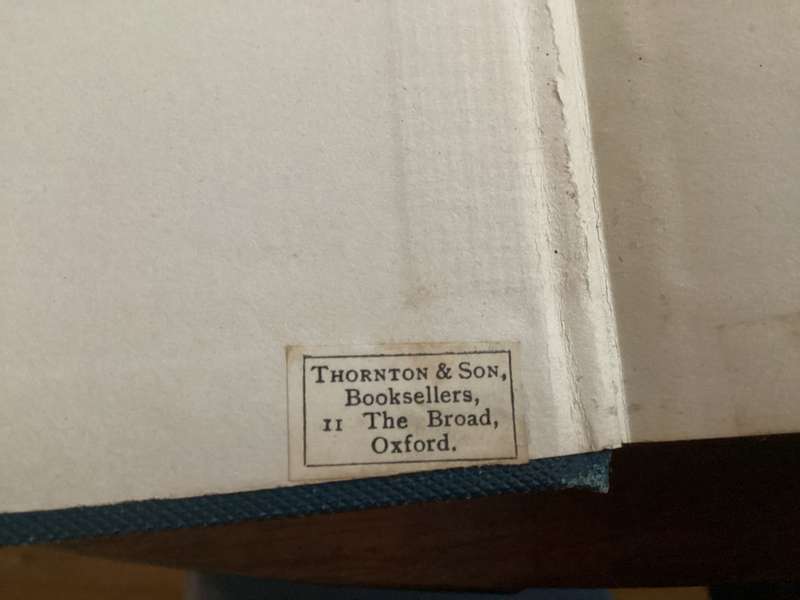 Thornton & Son,
Booksellers,
11 The Broad,
Oxford.